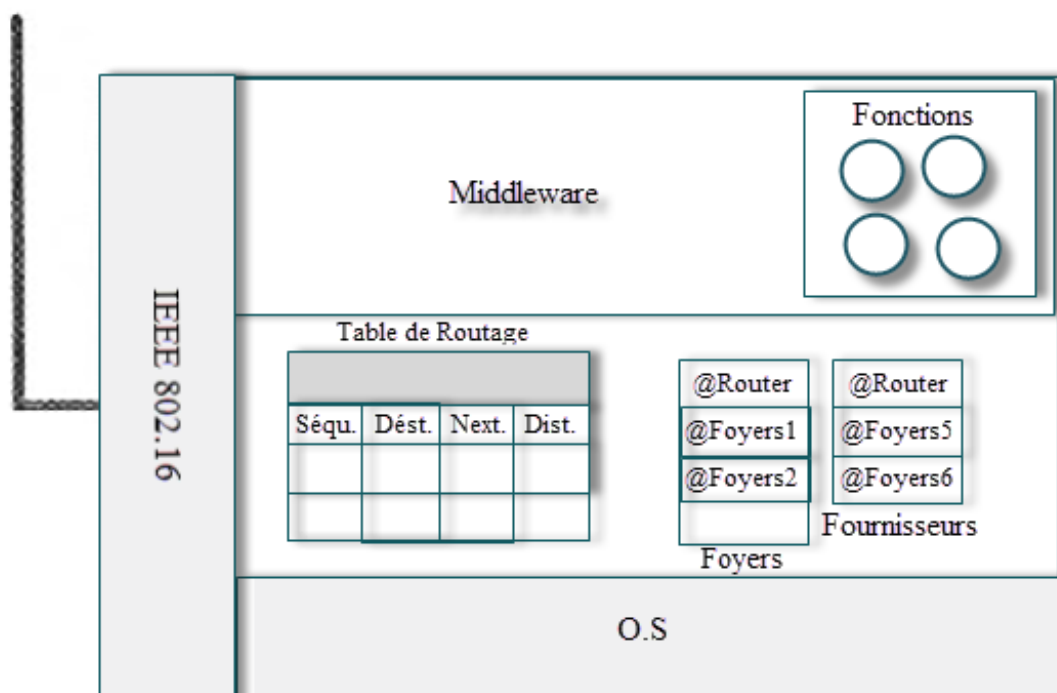 Fonctions
Middleware
IEEE 802.16
Table de Routage
Séqu. Dést. Next. Dist.
@Router
@Foyers1
@Foyers2
Foyers
@Router
@Foyers5
@Foyers6
Fournisseurs
O.S